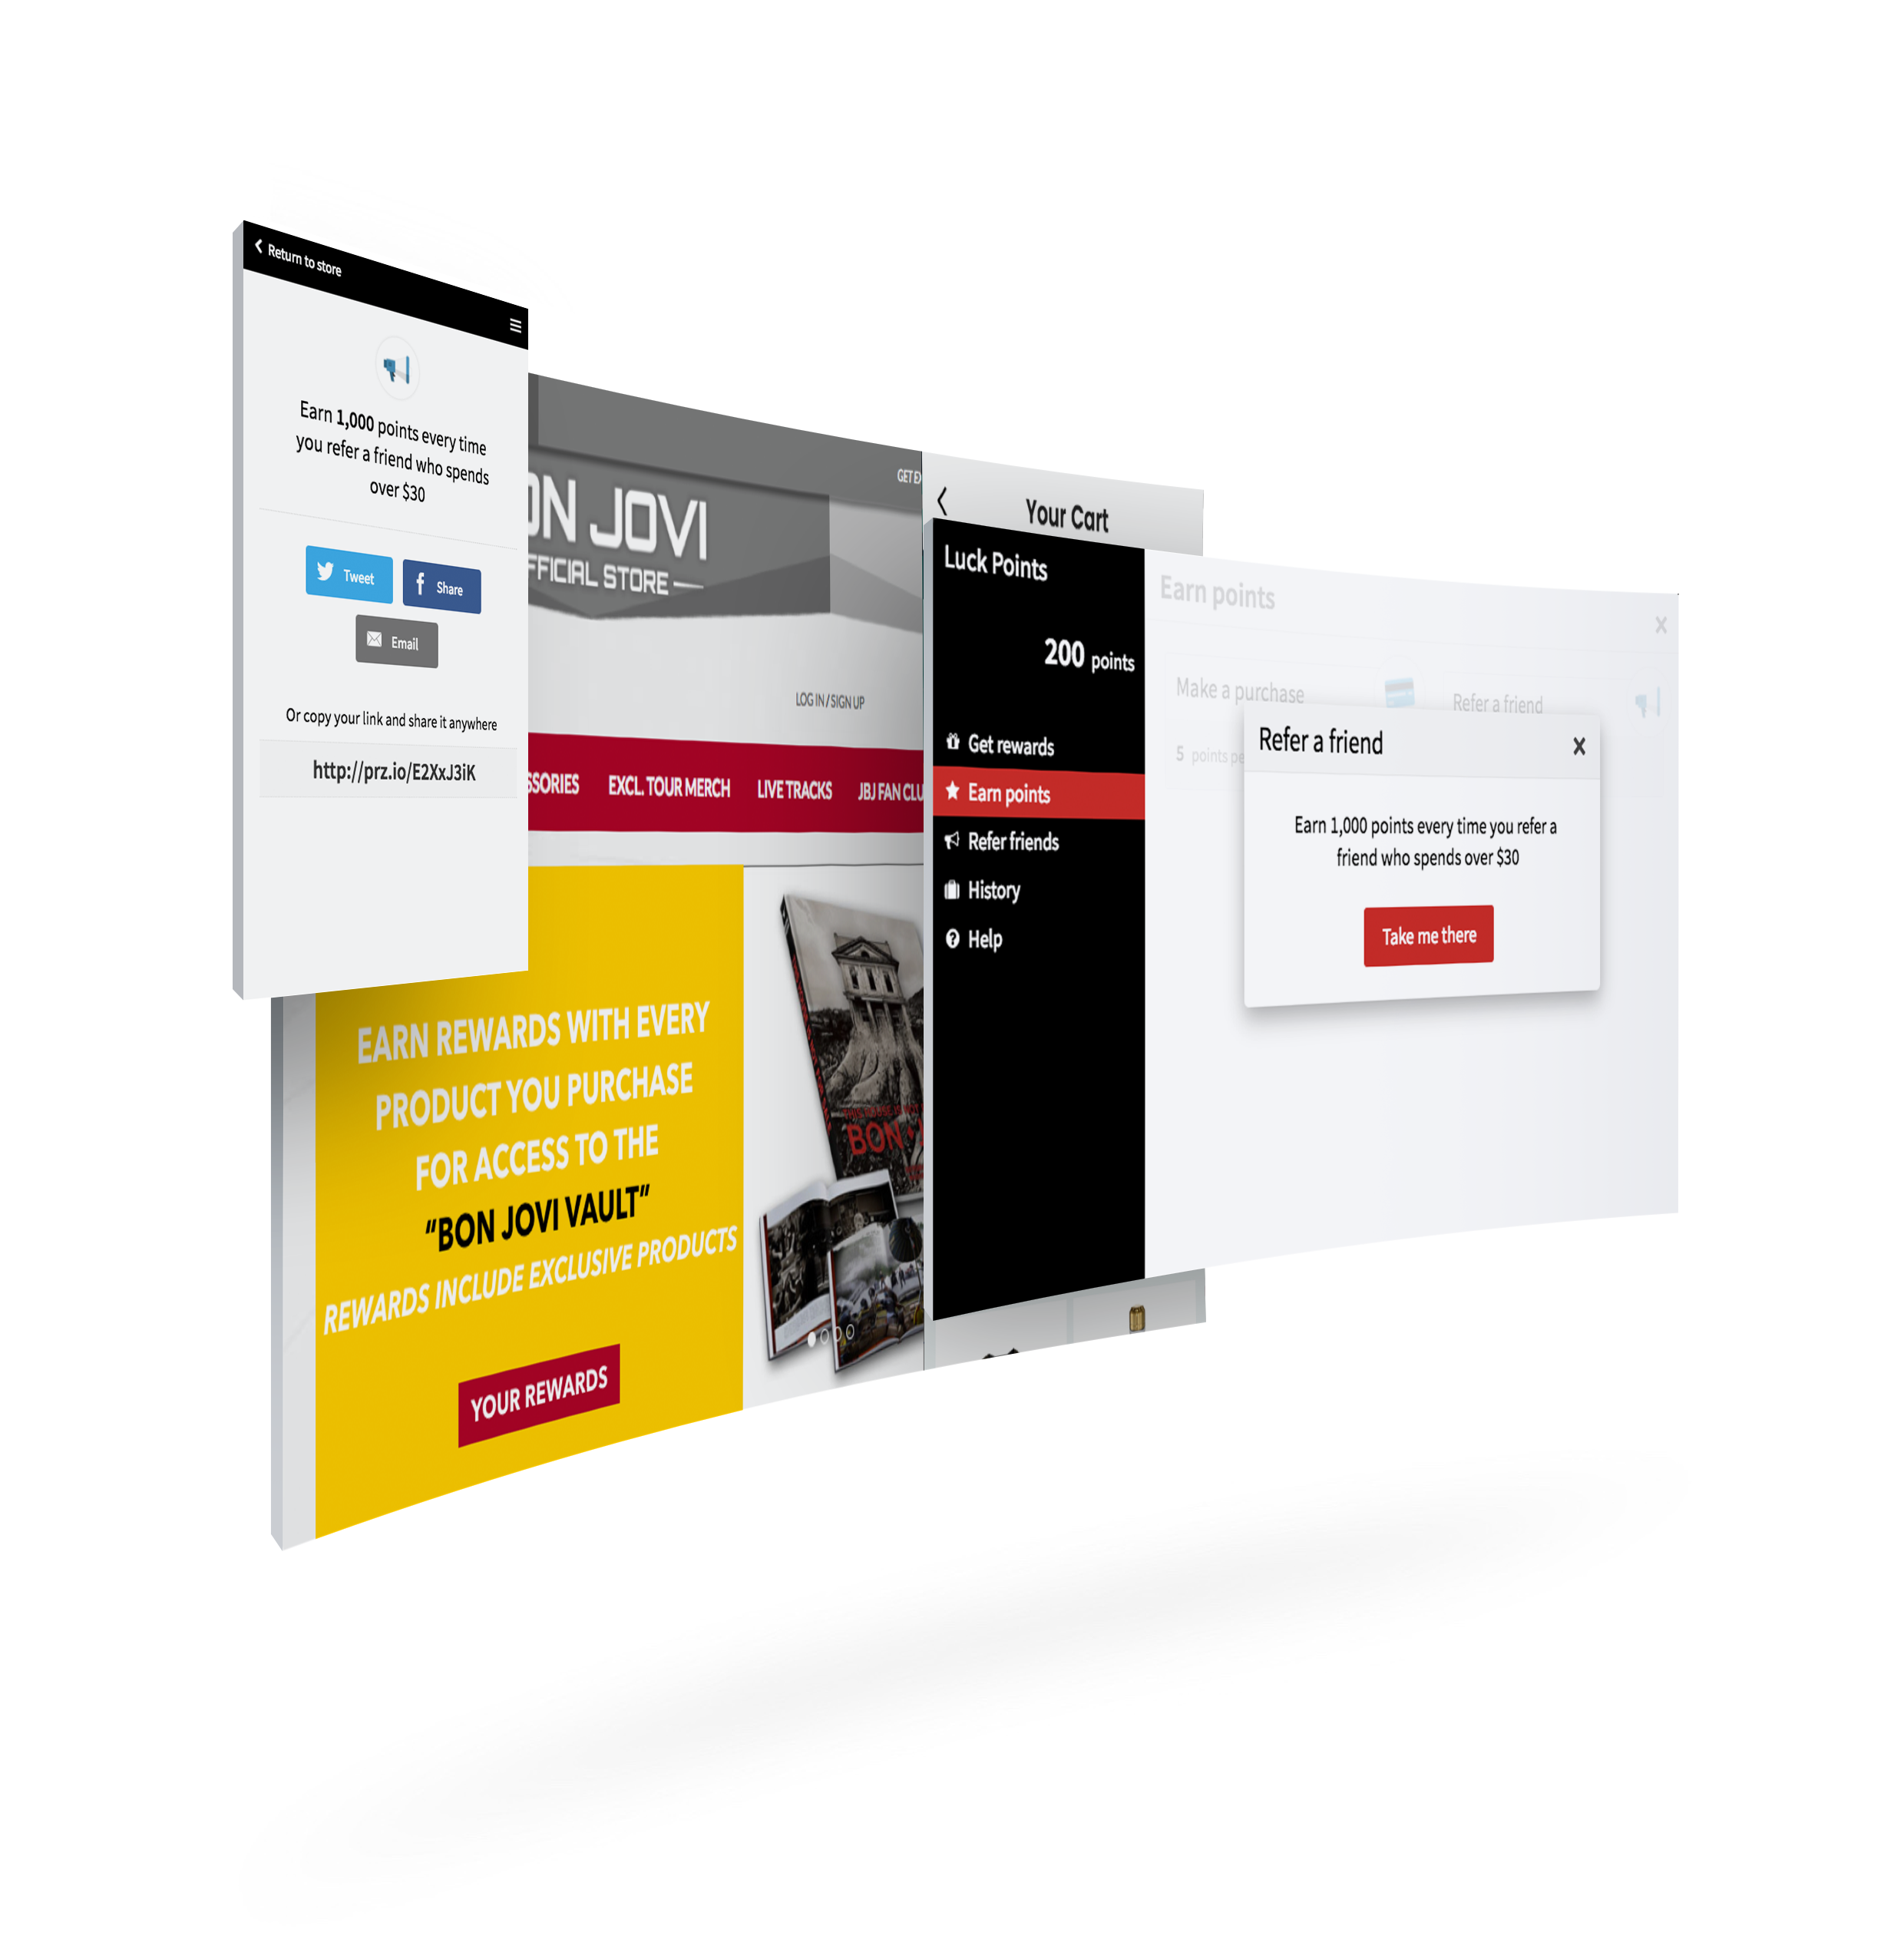 Return to store
Earn 1,000 points every time
you refer a friend who spends
over $30
Tweet
Share
Email
Or copy your link and share it anywhere
http://prz.io/E2XxJ3iK
GET
ON JOVI
OFFICIAL STORE
LOG IN / SIGN UP
SSORIES EXCL. TOUR MERCH LIVE TRACKS JBJ FAN CLU
EARN REWARDS WITH EVERY
PRODUCT YOU PURCHASE
FOR ACCESS TO THE
“BON JOVI VAULT”
REWARDS INCLUDE EXCLUSIVE PRODUCTS
YOUR REWARDS
BON
Your Cart
Luck Points
200 points
Get rewards
Earn points
Refer friends
History
Help
Earn points
x
Make a purchase
5 points pe
Refer a friend
Refer a friend
x
Earn 1,000 points every time you refer a
friend who spends over $30
Take me there